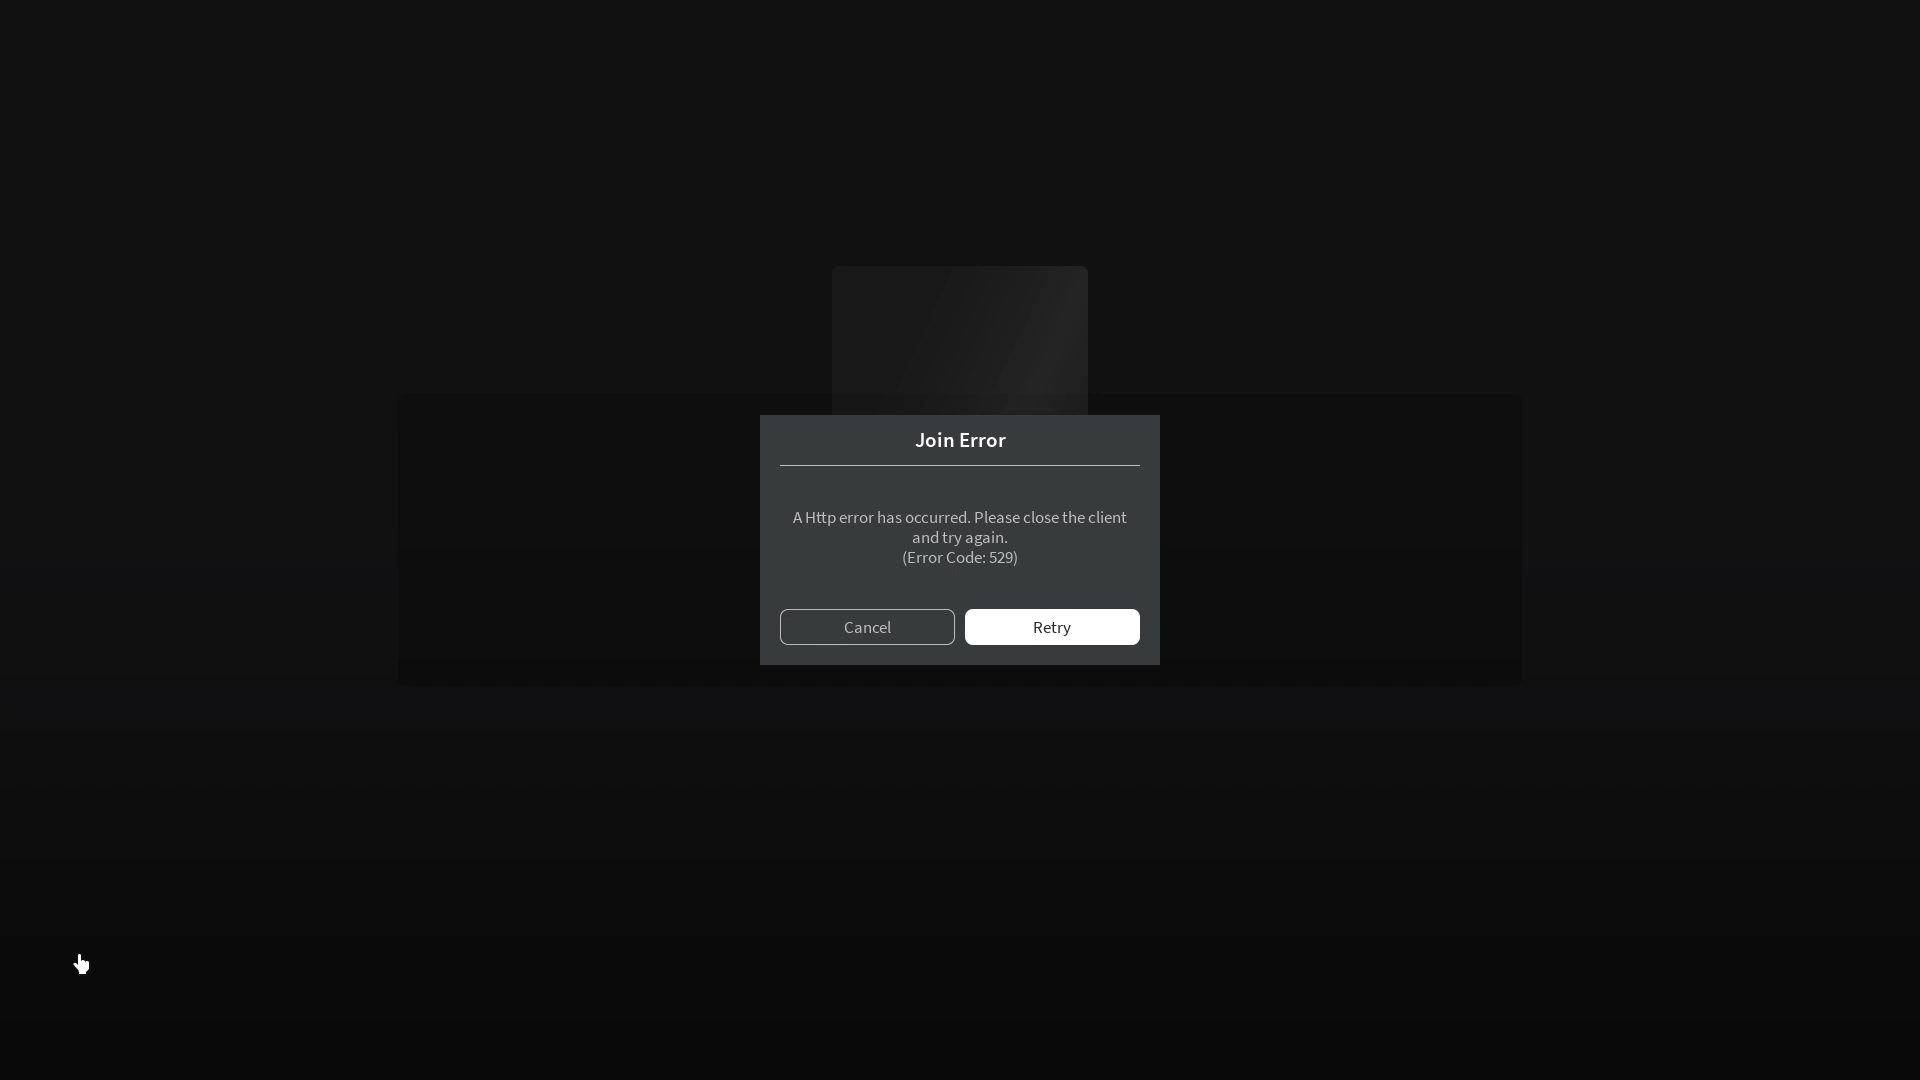 Join Error
A Http error has occurred. Please close the client
and try again.
(Error Code: 529)
Cancel
Retry